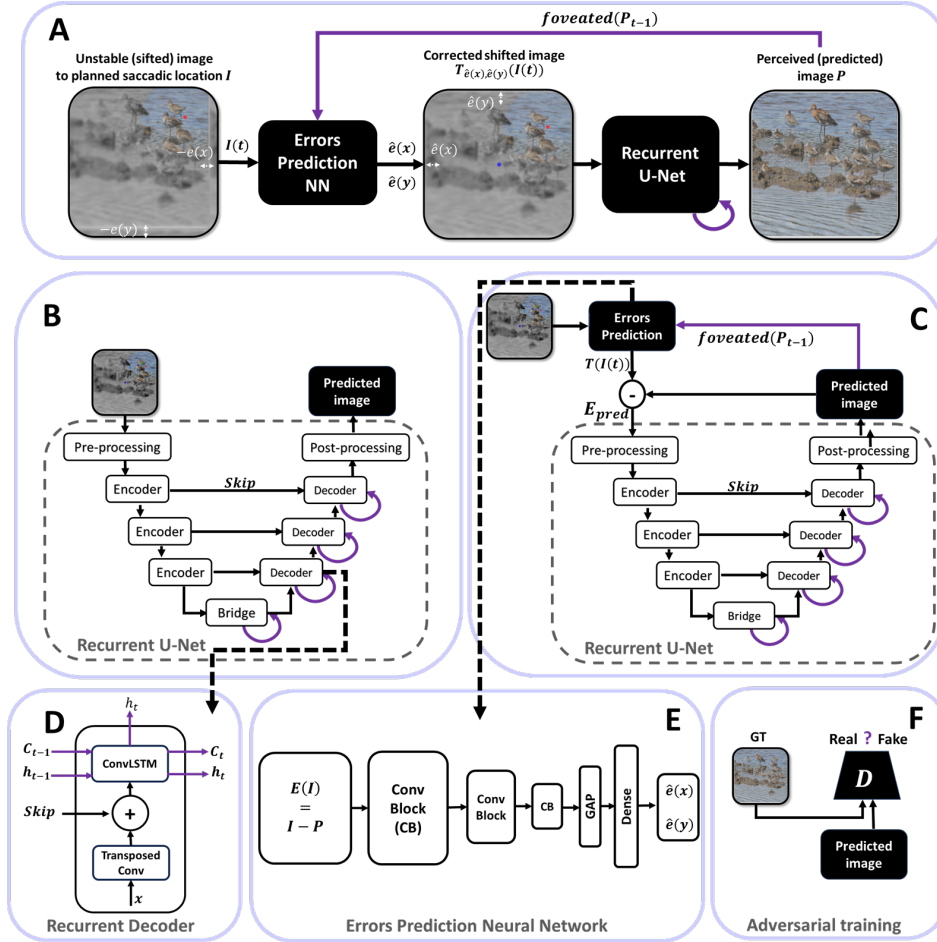 A
foveated(P_{t-1})
Unstable (sifted) image
to planned saccadic location I
Corrected shifted image
T_{ê(x),ê(y)}(I(t))
Perceived (predicted)
image P
-e(x)
-e(y)
I(t)
Errors
Prediction
NN
ê(x)
ê(y)
ê(y)
ê(x)
Recurrent
U-Net
B
Predicted
image
Pre-processing
Post-processing
Encoder
Skip
Decoder
Encoder
Decoder
Encoder
Decoder
Bridge
Recurrent U-Net
C
Errors
Prediction
foveated(P_{t-1})
T(I(t))
-
E_{pred}
Predicted
image
Pre-processing
Post-processing
Encoder
Skip
Decoder
Encoder
Decoder
Encoder
Decoder
Bridge
Recurrent U-Net
D
h_t
C_{t-1}
ConvLSTM
C_t
h_{t-1}
h_t
Skip
+
Transposed
Conv
x
Recurrent Decoder
E
E(I)
=
I - P
Conv
Block
(CB)
Conv
Block
CB
GAP
Dense
ê(x)
ê(y)
Errors Prediction Neural Network
F
GT
Real ? Fake
D
Predicted
image
Adversarial training